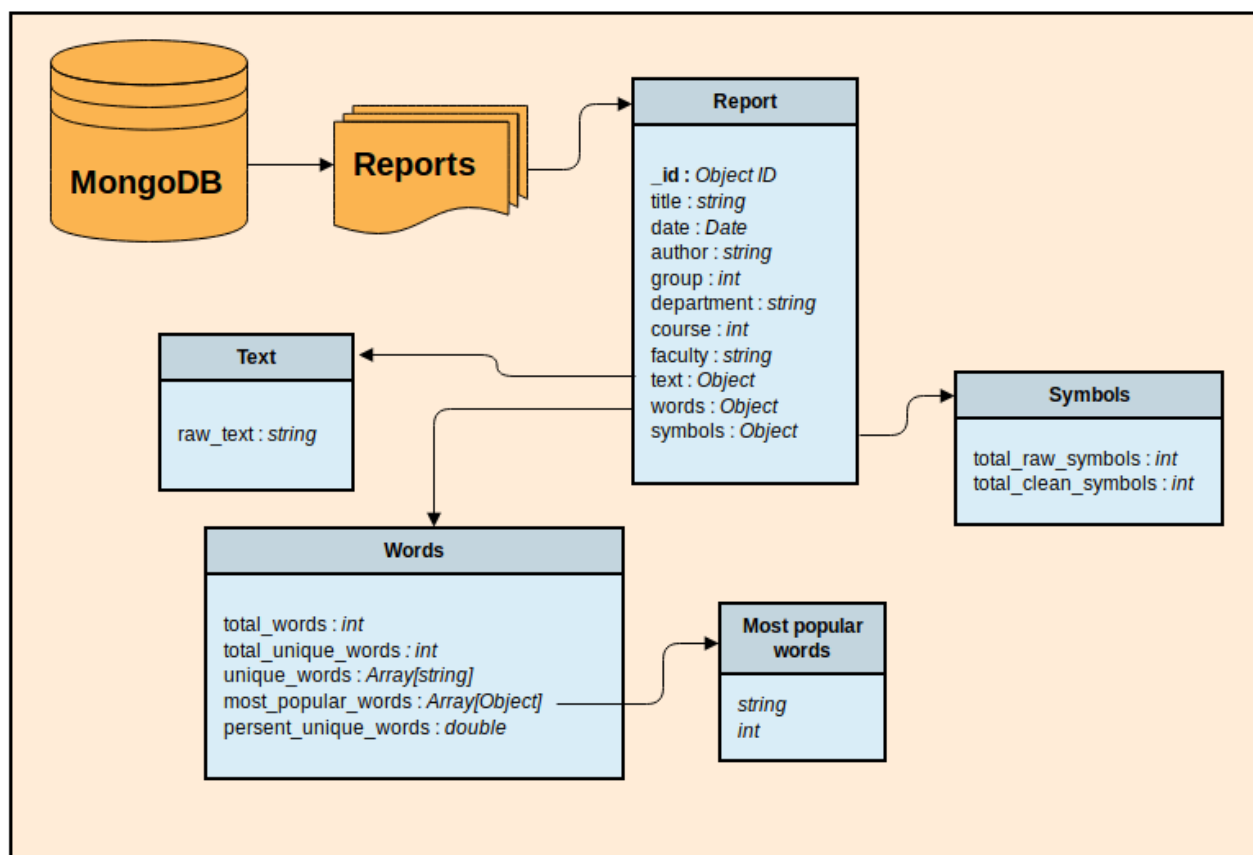 MongoDB
Reports
Report
_id : Object ID
title : string
date : Date
author : string
group : int
department : string
course : int
faculty : string
text : Object
words : Object
symbols : Object
Text
raw_text : string
Symbols
total_raw_symbols : int
total_clean_symbols : int
Words
total_words : int
total_unique_words : int
unique_words : Array[string]
most_popular_words : Array[Object]
persent_unique_words : double
Most popular
words
string
int